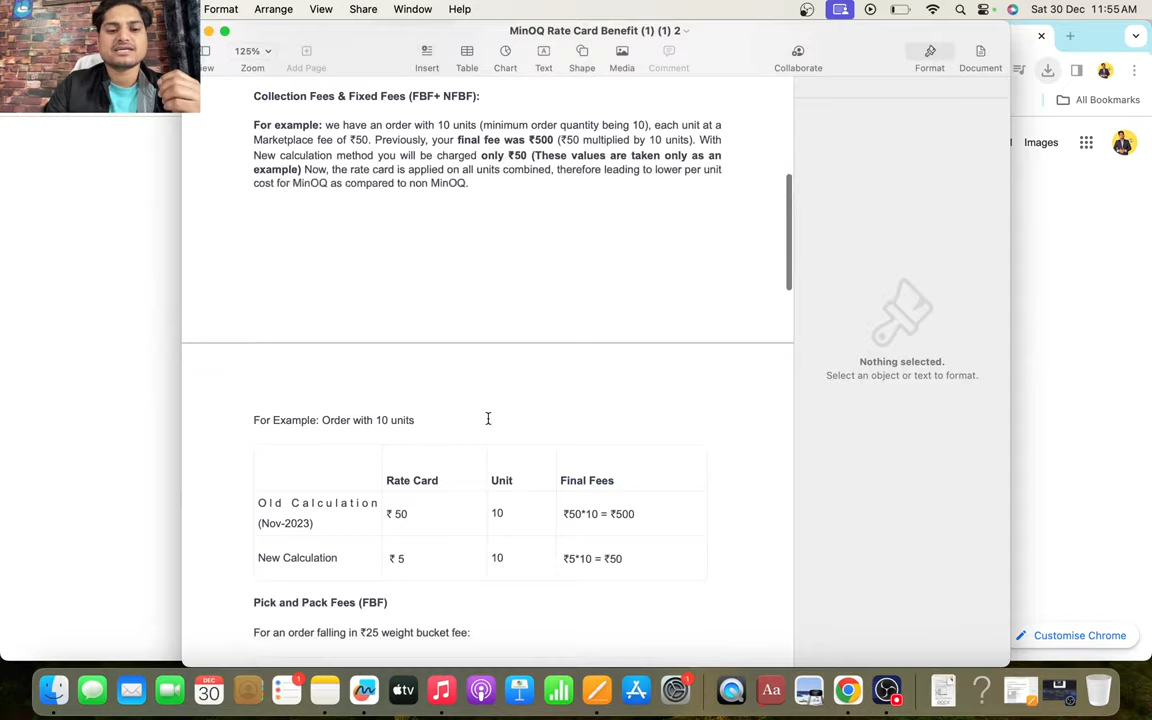 Format Arrange View Share Window Help
Sat 30 Dec 11:55 AM
MinOQ Rate Card Benefit (1) (1) 2
125%
Zoom
Add Page
Insert
Table
Chart
Text
Shape
Media
Comment
Collaborate
Format
Document
All Bookmarks
Images
Collection Fees & Fixed Fees (FBF+ NFBF):
For example: we have an order with 10 units (minimum order quantity being 10), each unit at a
Marketplace fee of ₹50. Previously, your final fee was ₹500 (₹50 multiplied by 10 units). With
New calculation method you will be charged only ₹50 (These values are taken only as an
example) Now, the rate card is applied on all units combined, therefore leading to lower per unit
cost for MinOQ as compared to non MinOQ.
Nothing selected.
Select an object or text to format.
For Example: Order with 10 units
Rate Card Unit Final Fees
Old Calculation
(Nov-2023)
₹ 50 10 ₹50*10 = ₹500
New Calculation ₹ 5 10 ₹5*10 = ₹50
Pick and Pack Fees (FBF)
For an order falling in ₹25 weight bucket fee:
Customise Chrome
DEC
30
1
tv
Aa
1